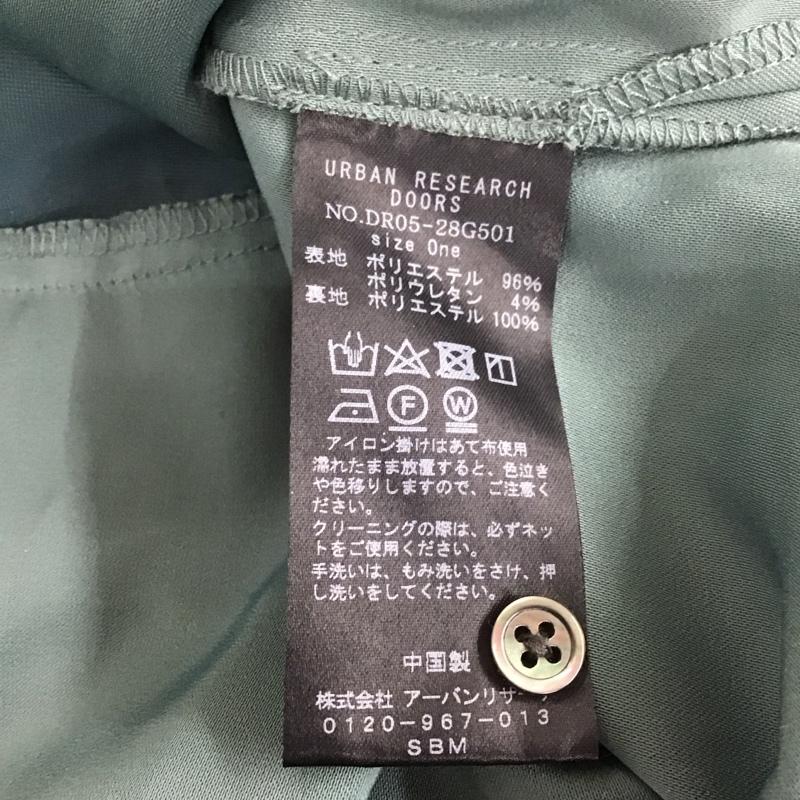 URBAN RESEARCH
DOORS
NO.DR05-28G501
size One
表地 ポリエステル 96%
ポリウレタン 4%
裏地 ポリエステル 100%
F W
アイロン掛けはあて布使用
濡れたまま放置すると、色泣き
や色移りしますので、ご注意く
ださい。
クリーニングの際は、必ずネッ
トをご使用ください。
手洗いは、もみ洗いをさけ、押
し洗いをしてください。
中国製
株式会社 アーバンリサ
0120-967-013
SBM